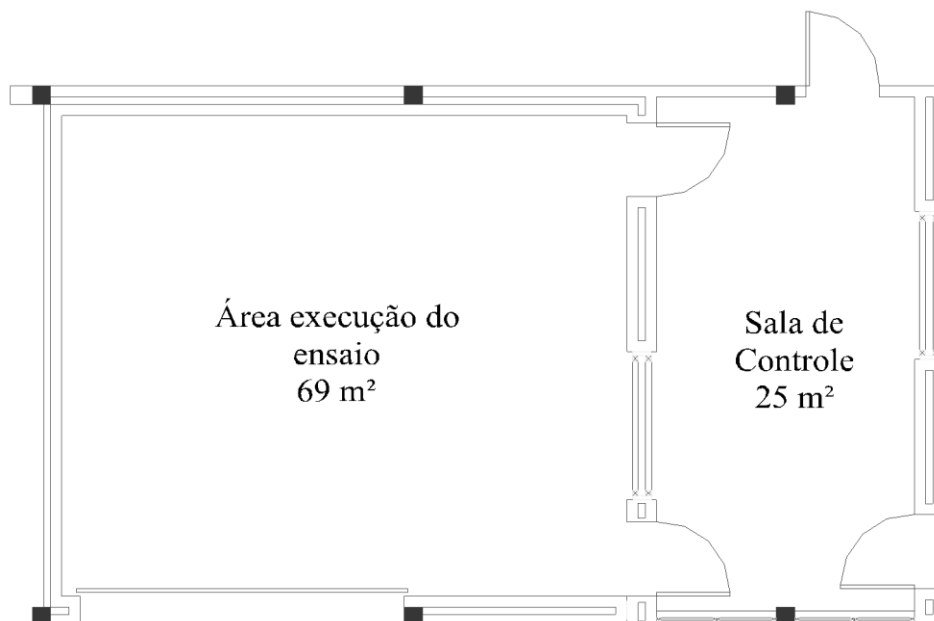 Área execução do
ensaio
69 m²
Sala de
Controle
25 m²